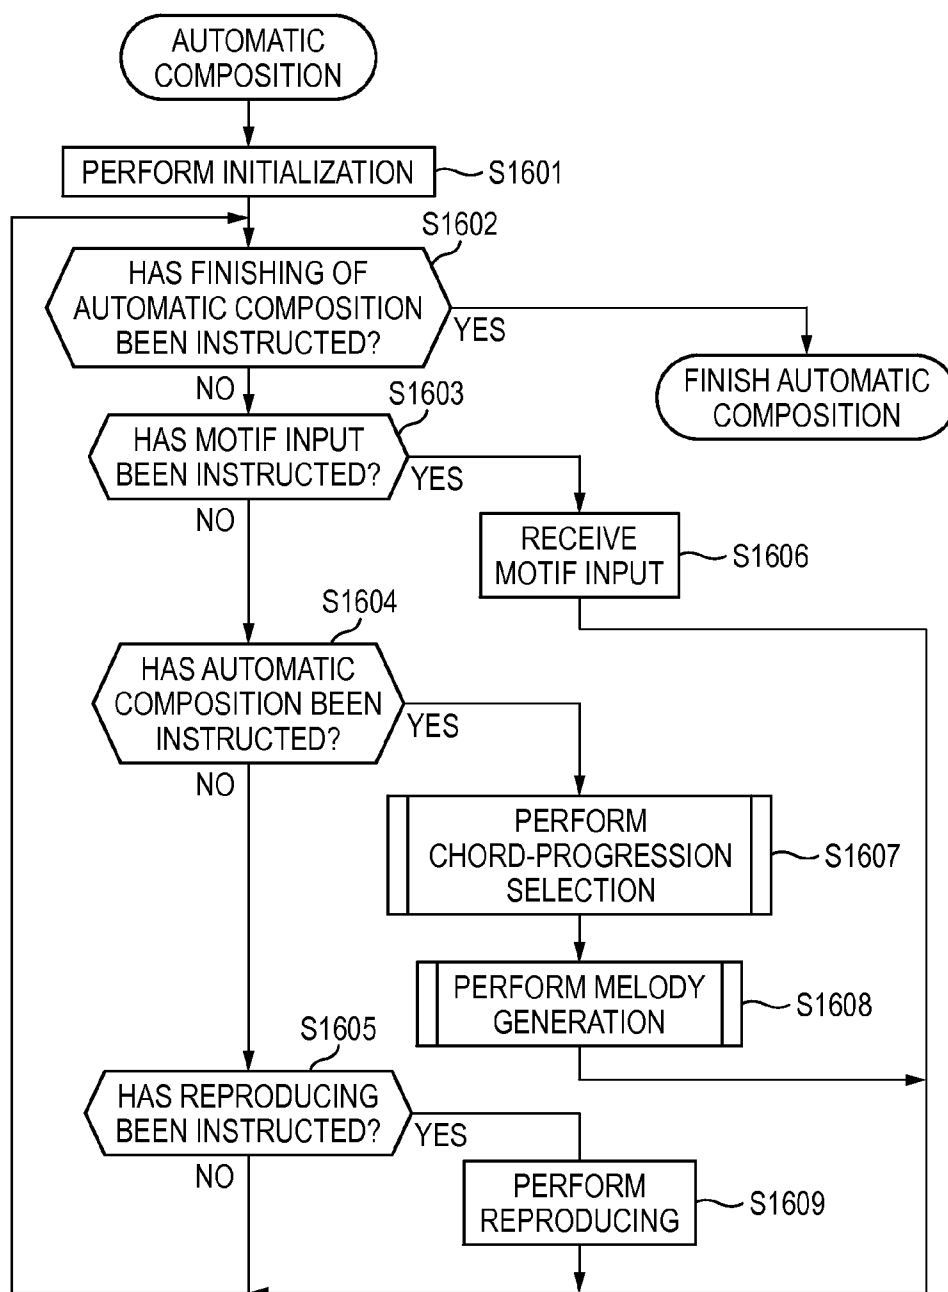 AUTOMATIC
COMPOSITION
PERFORM INITIALIZATION
S1601
S1602
HAS FINISHING OF
AUTOMATIC COMPOSITION
BEEN INSTRUCTED?
YES
NO
FINISH AUTOMATIC
COMPOSITION
S1603
HAS MOTIF INPUT
BEEN INSTRUCTED?
YES
NO
RECEIVE
MOTIF INPUT
S1606
S1604
HAS AUTOMATIC
COMPOSITION BEEN
INSTRUCTED?
YES
NO
PERFORM
CHORD-PROGRESSION
SELECTION
S1607
PERFORM MELODY
GENERATION
S1608
S1605
HAS REPRODUCING
BEEN INSTRUCTED?
YES
NO
PERFORM
REPRODUCING
S1609